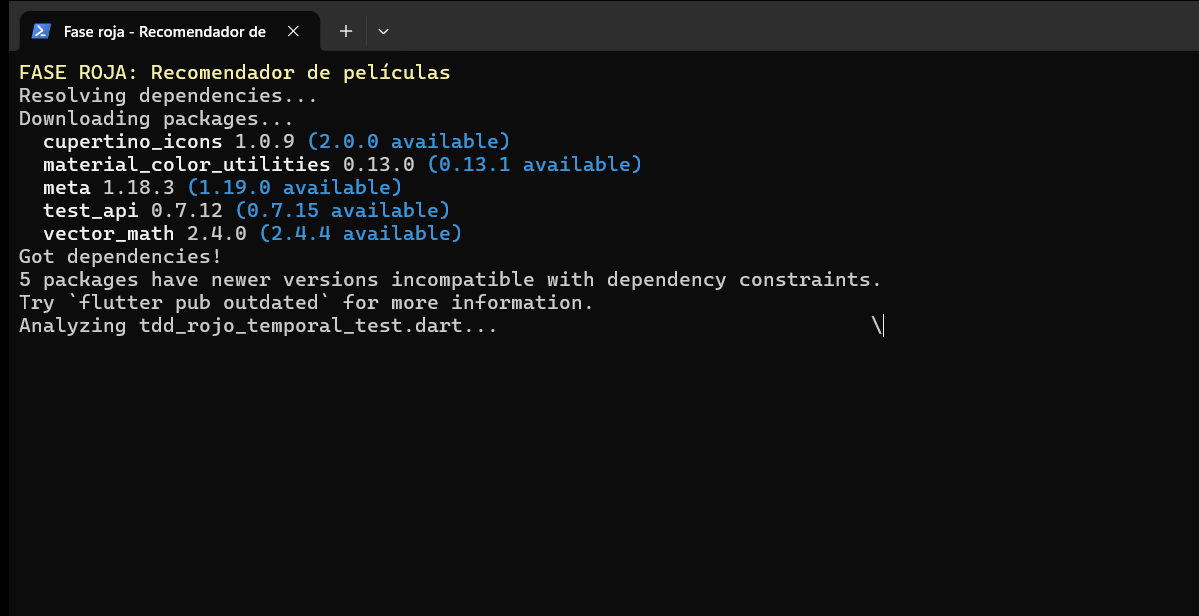 Fase roja - Recomendador de
FASE ROJA: Recomendador de películas
Resolving dependencies...
Downloading packages...
cupertino_icons 1.0.9 (2.0.0 available)
material_color_utilities 0.13.0 (0.13.1 available)
meta 1.18.3 (1.19.0 available)
test_api 0.7.12 (0.7.15 available)
vector_math 2.4.0 (2.4.4 available)
Got dependencies!
5 packages have newer versions incompatible with dependency constraints.
Try `flutter pub outdated` for more information.
Analyzing tdd_rojo_temporal_test.dart... \